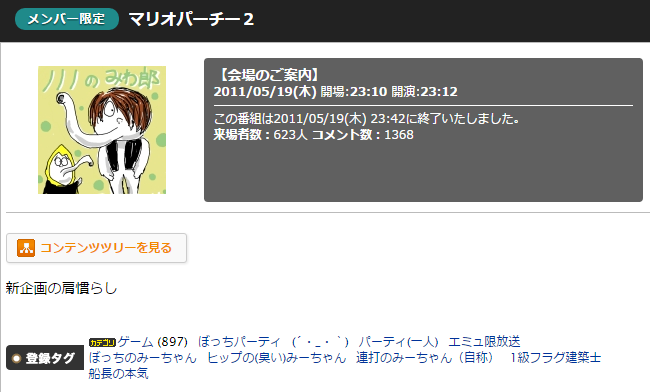 メンバー限定 マリオパーチー２
ノノノのみわ郎
【会場のご案内】
2011/05/19(木) 開場:23:10 開演:23:12
この番組は2011/05/19(木) 23:42に終了いたしました。
来場者数：623人 コメント数：1368
コンテンツツリーを見る
新企画の肩慣らし
登録タグ
カテゴリ ゲーム (897) ぼっちパーティ (´・_・｀) パーティ(一人) エミュ限放送
ぼっちのみーちゃん ヒップの(臭い)みーちゃん 連打のみーちゃん（自称） 1級フラグ建築士
船長の本気